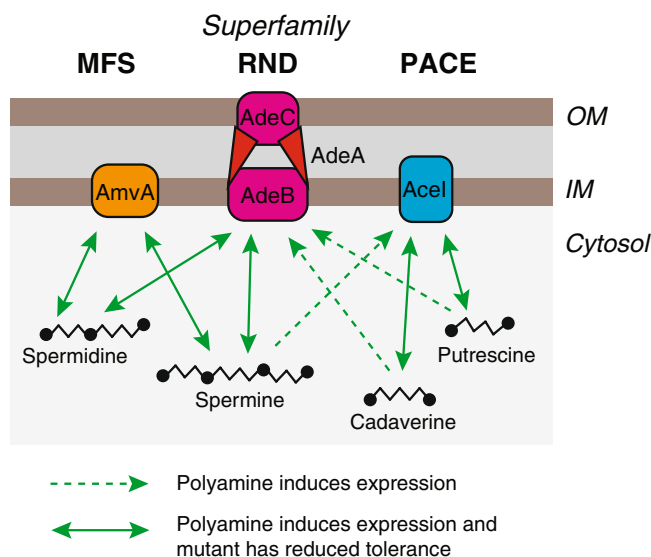 Superfamily
MFS RND PACE
AdeC
OM
AdeA
AmvA
AdeB
AceI
IM
Cytosol
Spermidine
Putrescine
Spermine
Cadaverine
Polyamine induces expression
Polyamine induces expression and
mutant has reduced tolerance